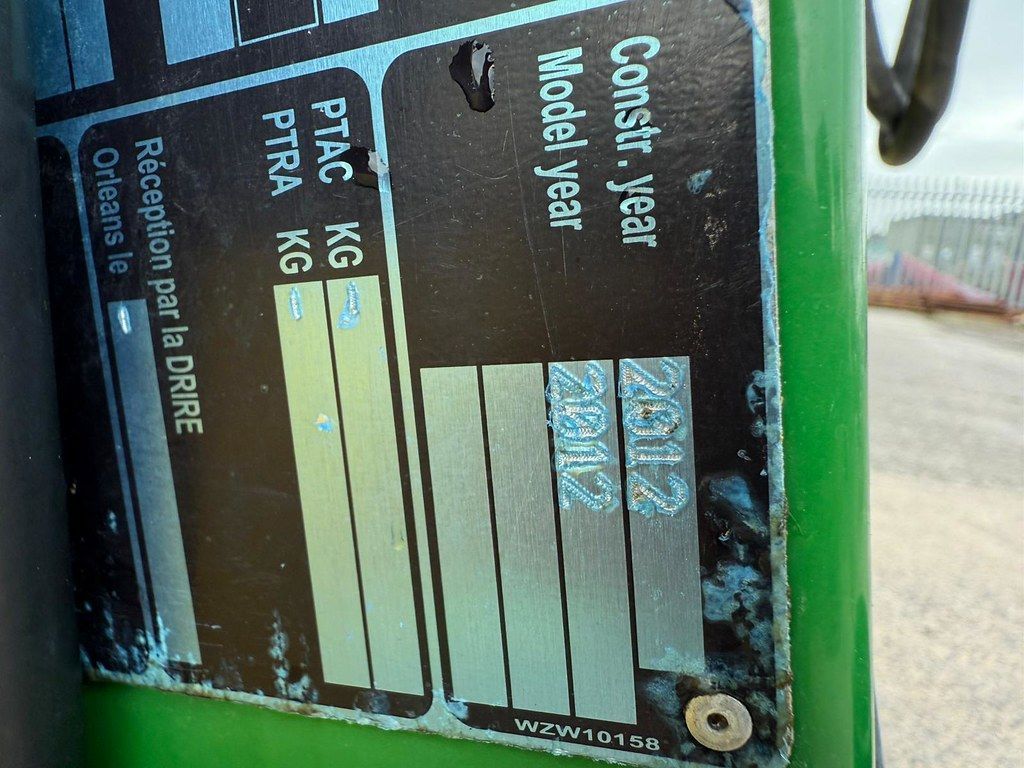 Constr. year 2012
Model year 2012
PTAC KG -
PTRA KG -
Réception par la DRIRE
Orleans le -
WZW10158